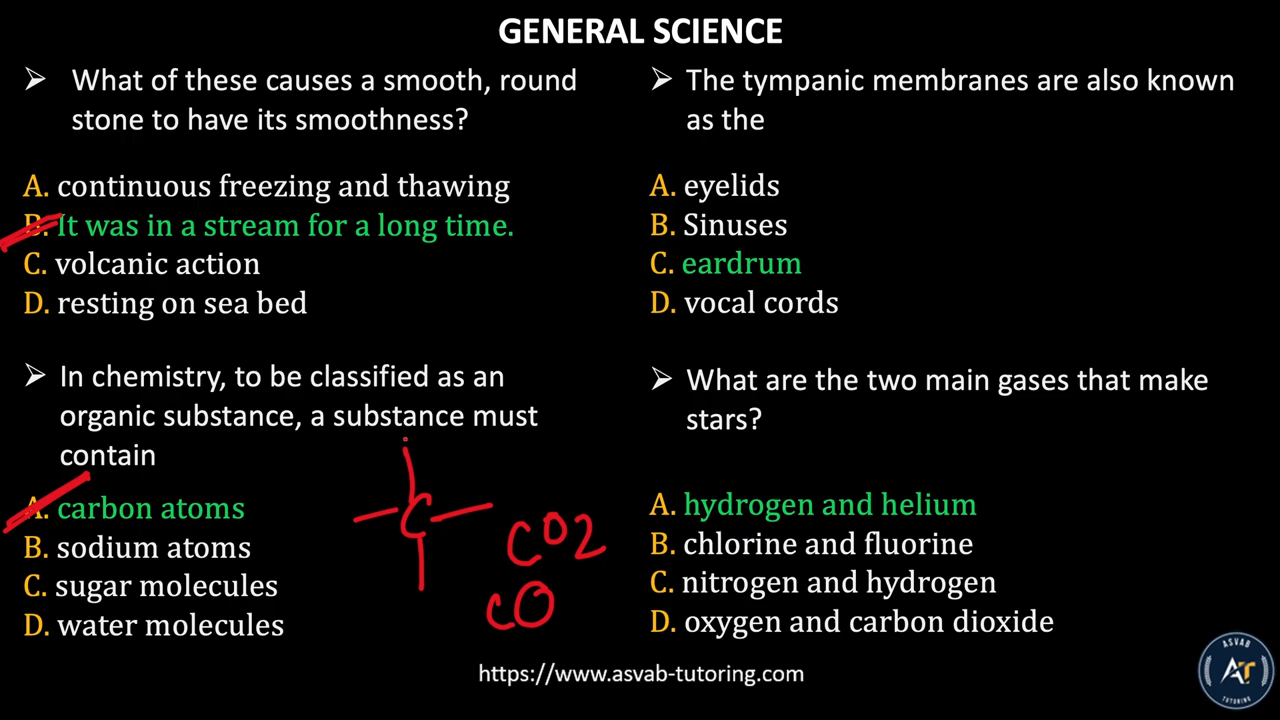 GENERAL SCIENCE
➢ What of these causes a smooth, round
stone to have its smoothness?
A. continuous freezing and thawing
B. It was in a stream for a long time.
C. volcanic action
D. resting on sea bed
➢ In chemistry, to be classified as an
organic substance, a substance must
contain
A. carbon atoms
B. sodium atoms
C. sugar molecules
D. water molecules
C
CO2
CO
➢ The tympanic membranes are also known
as the
A. eyelids
B. Sinuses
C. eardrum
D. vocal cords
➢ What are the two main gases that make
stars?
A. hydrogen and helium
B. chlorine and fluorine
C. nitrogen and hydrogen
D. oxygen and carbon dioxide
https://www.asvab-tutoring.com
ASVAB
AT
TUTORING